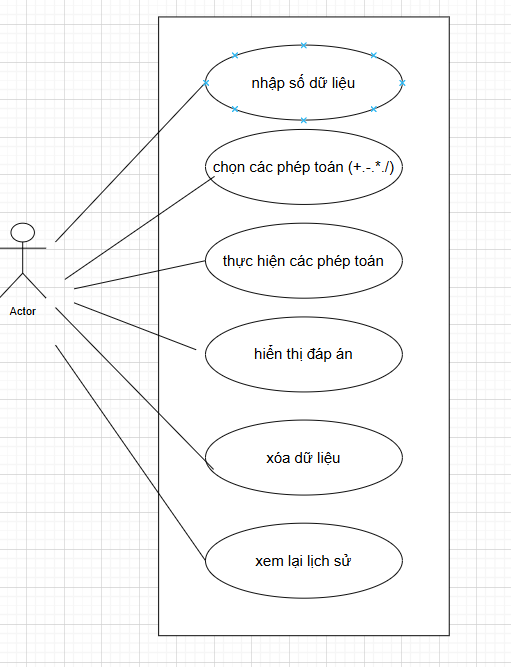 nhập số dữ liệu
chọn các phép toán (+.-.*./)
thực hiện các phép toán
Actor
hiển thị đáp án
xóa dữ liệu
xem lại lịch sử